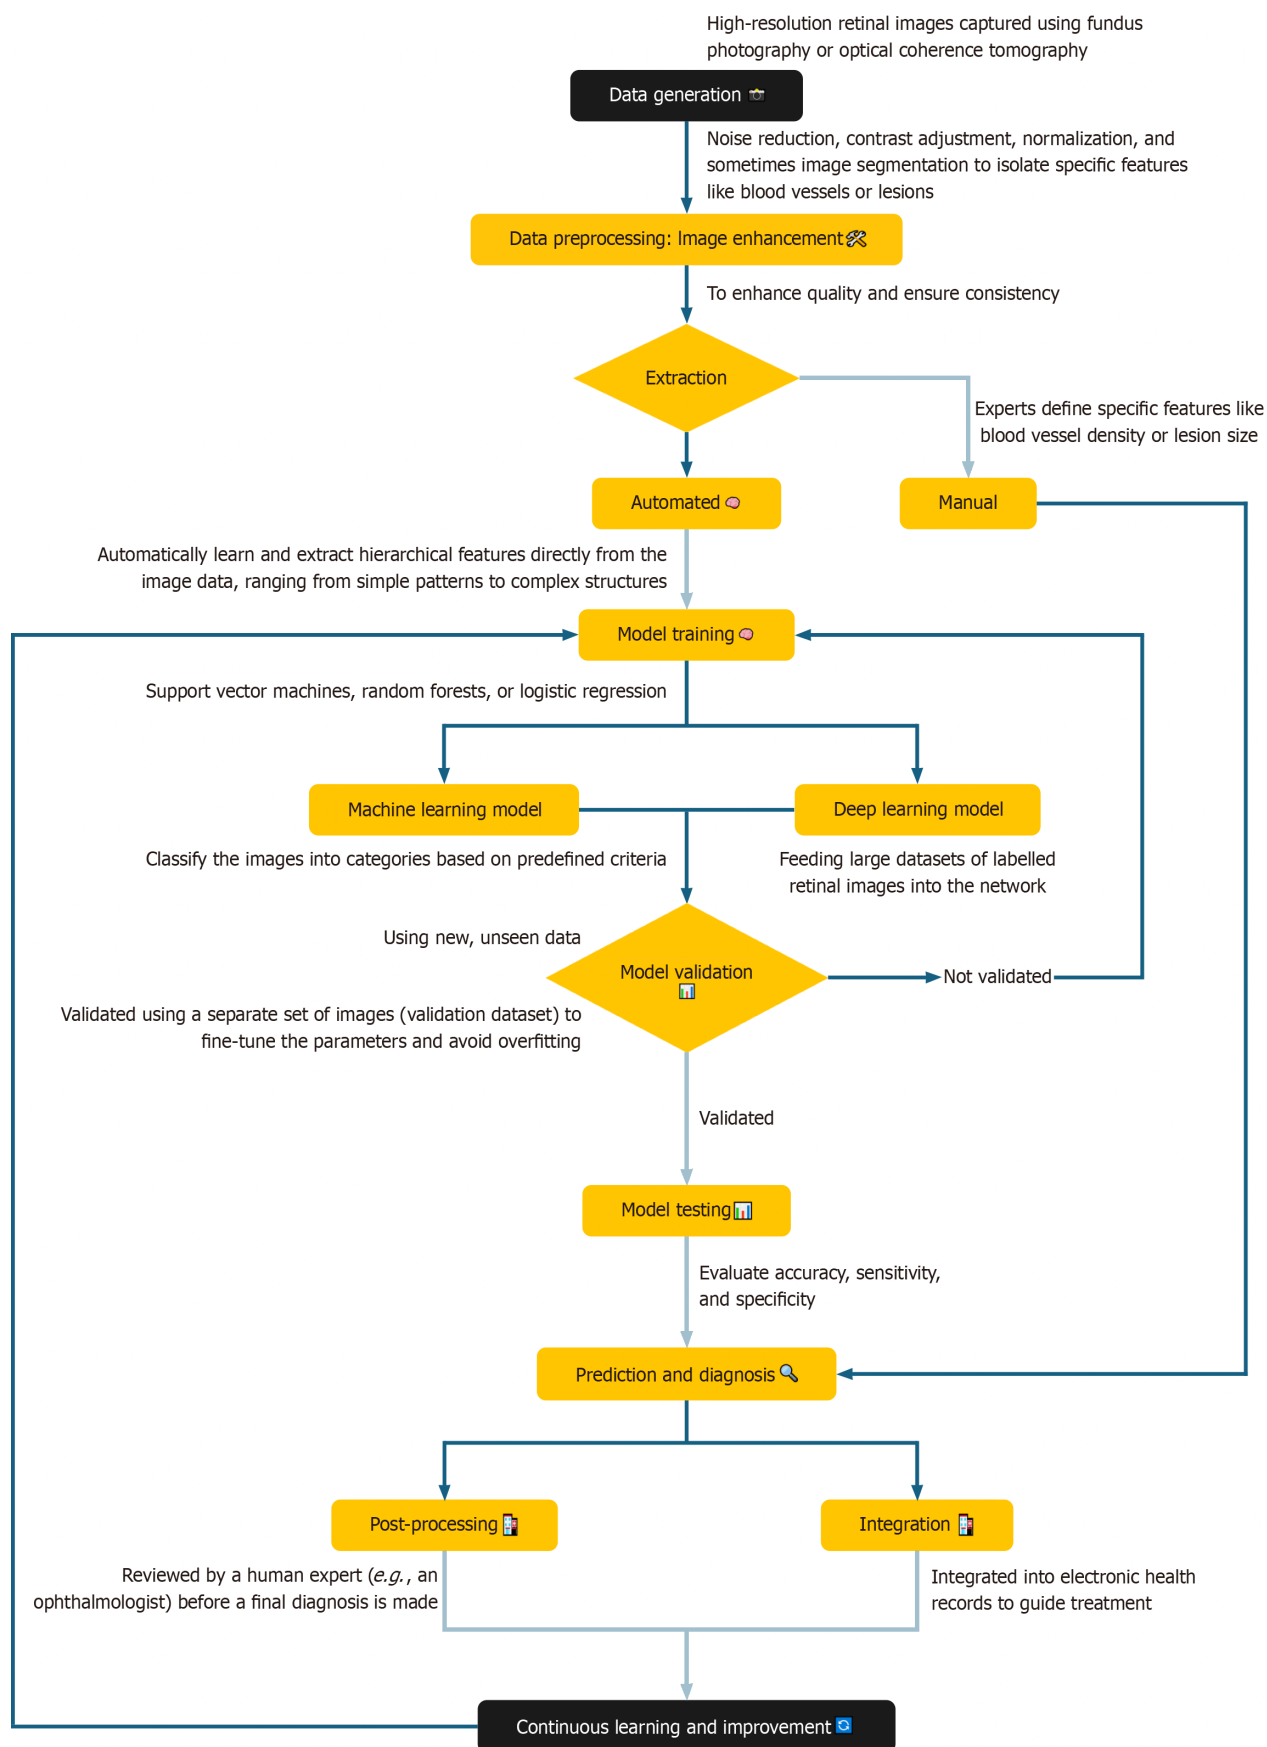 High-resolution retinal images captured using fundus
photography or optical coherence tomography
Data generation
Noise reduction, contrast adjustment, normalization, and
sometimes image segmentation to isolate specific features
like blood vessels or lesions
Data preprocessing: Image enhancement
To enhance quality and ensure consistency
Extraction
Experts define specific features like
blood vessel density or lesion size
Automated
Manual
Automatically learn and extract hierarchical features directly from the
image data, ranging from simple patterns to complex structures
Model training
Support vector machines, random forests, or logistic regression
Machine learning model
Deep learning model
Classify the images into categories based on predefined criteria
Feeding large datasets of labelled
retinal images into the network
Using new, unseen data
Model validation
Not validated
Validated using a separate set of images (validation dataset) to
fine-tune the parameters and avoid overfitting
Validated
Model testing
Evaluate accuracy, sensitivity,
and specificity
Prediction and diagnosis
Post-processing
Integration
Reviewed by a human expert (e.g., an
ophthalmologist) before a final diagnosis is made
Integrated into electronic health
records to guide treatment
Continuous learning and improvement